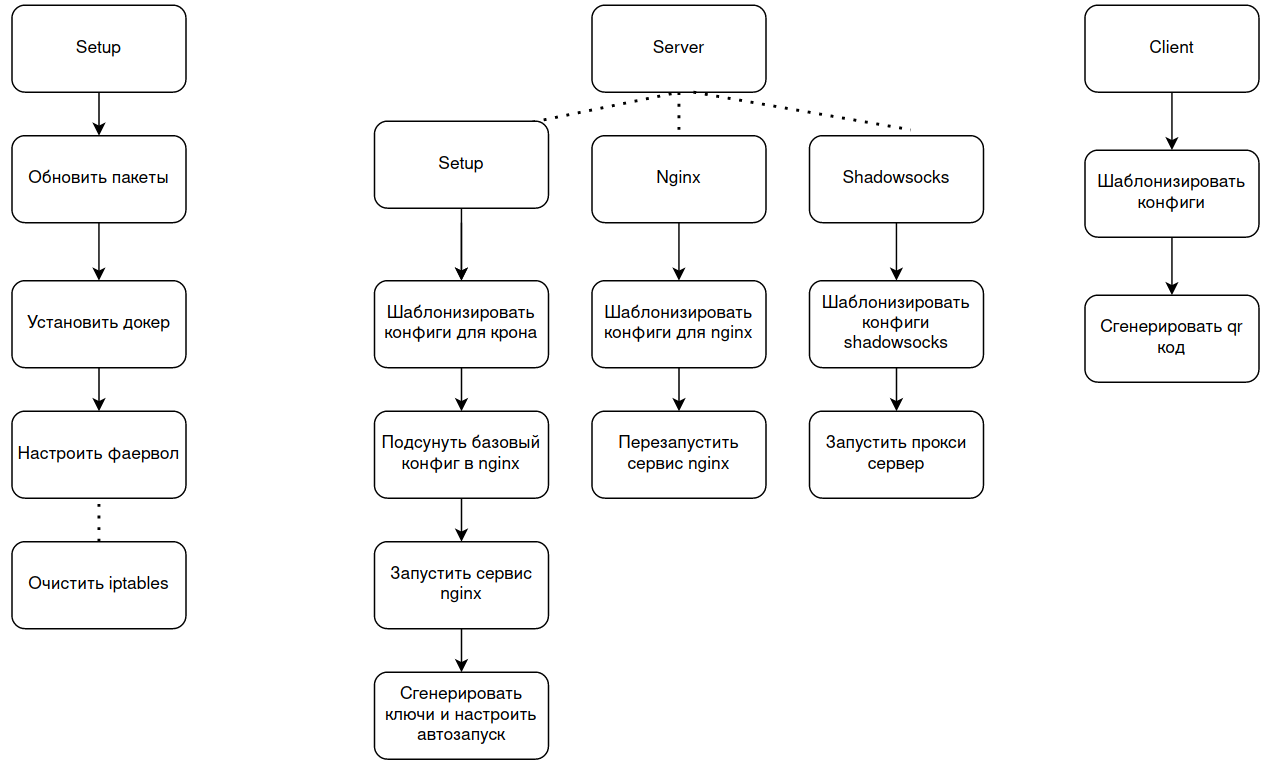 Setup
Обновить пакеты
Установить докер
Настроить фаервол
Очистить iptables
Server
Setup
Шаблонизировать
конфиги для крона
Подсунуть базовый
конфиг в nginx
Запустить сервис
nginx
Сгенерировать
ключи и настроить
автозапуск
Nginx
Шаблонизировать
конфиги для nginx
Перезапустить
сервис nginx
Shadowsocks
Шаблонизировать
конфиги
shadowsocks
Запустить прокси
сервер
Client
Шаблонизировать
конфиги
Сгенерировать qr
код